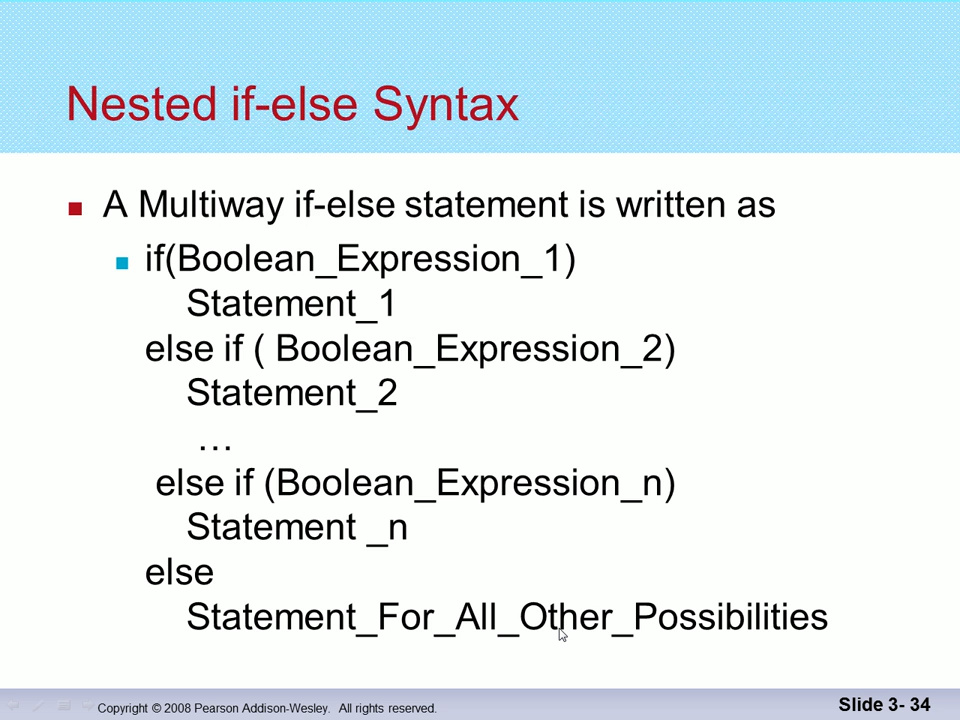 Nested if-else Syntax
A Multiway if-else statement is written as
if(Boolean_Expression_1)
Statement_1
else if ( Boolean_Expression_2)
Statement_2
…
else if (Boolean_Expression_n)
Statement _n
else
Statement_For_All_Other_Possibilities
Copyright © 2008 Pearson Addison-Wesley. All rights reserved.
Slide 3- 34